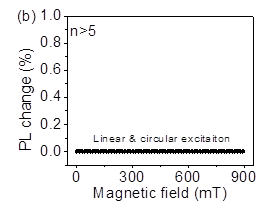 (b)
1.0
n>5
0.8
0.6
0.4
Linear & circular excitaiton
0.2
0.0
PL change (%)
0 300 600 900
Magnetic field (mT)